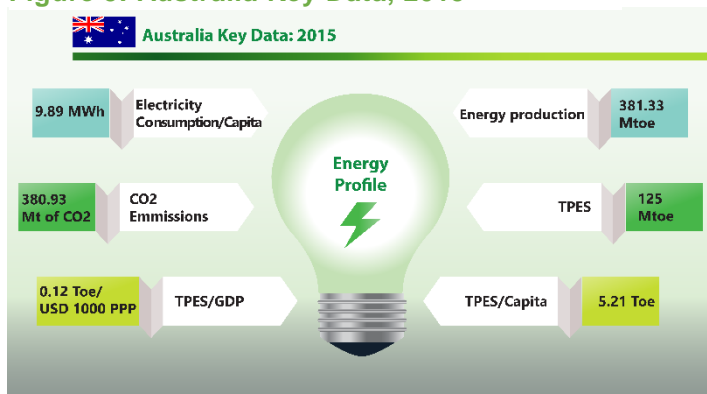 Australia Key Data: 2015
9.89 MWh
Electricity
Consumption/Capita
Energy production
381.33
Mtoe
Energy
Profile
380.93
Mt of CO2
CO2
Emmissions
TPES
125
Mtoe
0.12 Toe/
USD 1000 PPP
TPES/GDP
TPES/Capita
5.21 Toe